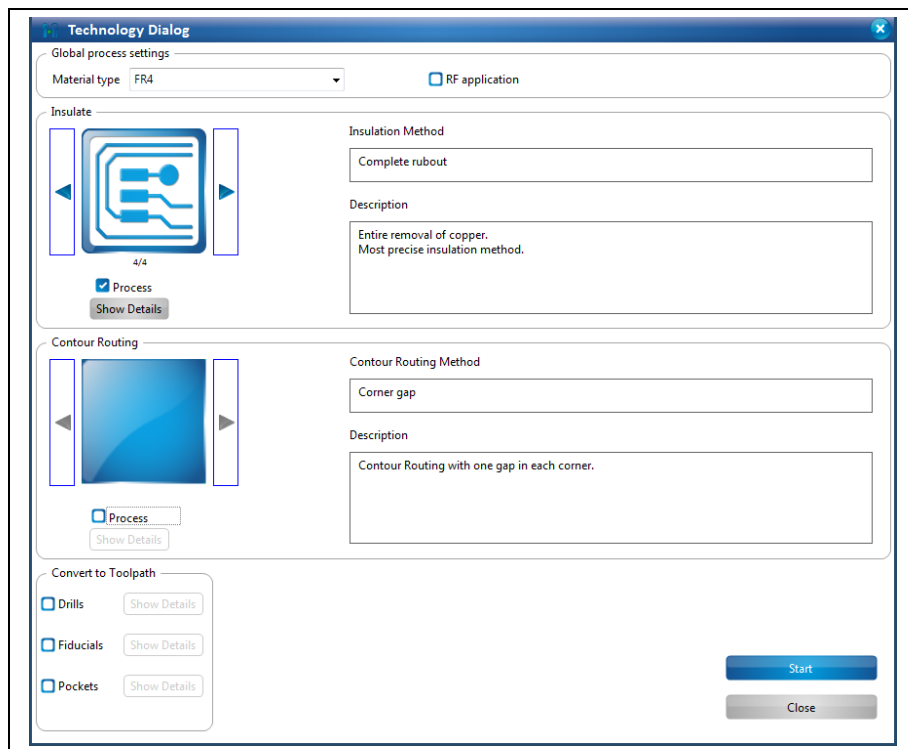 Technology Dialog
Global process settings
Material type FR4
RF application
Insulate
Insulation Method
Complete rubout
Description
Entire removal of copper.
Most precise insulation method.
4/4
Process
Show Details
Contour Routing
Contour Routing Method
Corner gap
Description
Contour Routing with one gap in each corner.
Process
Show Details
Convert to Toolpath
Drills Show Details
Fiducials Show Details
Pockets Show Details
Start
Close